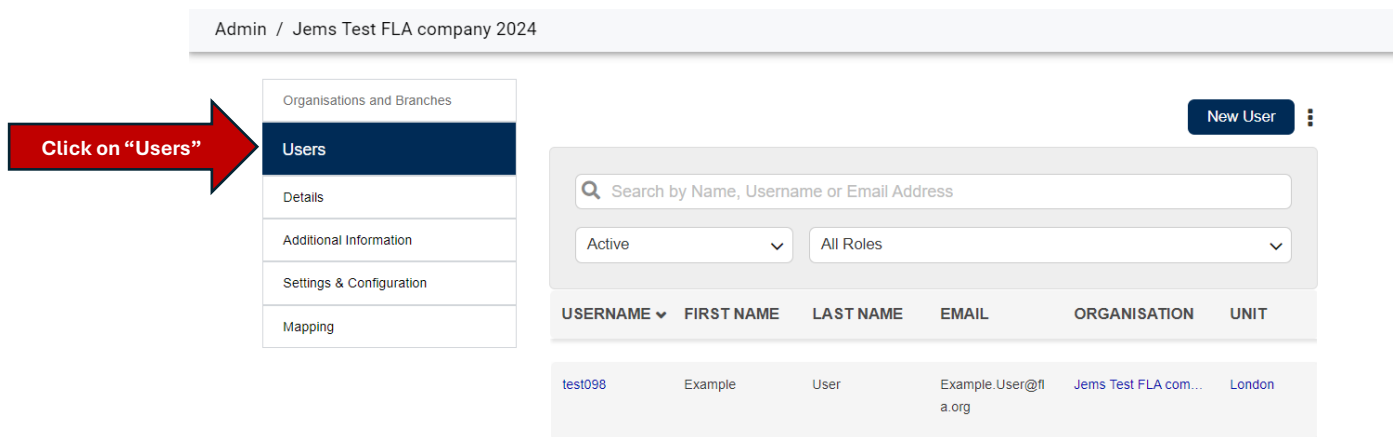 Admin / Jems Test FLA company 2024
Organisations and Branches
New User
Click on “Users”
Users
Search by Name, Username or Email Address
Details
Additional Information
Active
All Roles
Settings & Configuration
USERNAME FIRST NAME LAST NAME EMAIL ORGANISATION UNIT
Mapping
test098 Example User Example.User@fl Jems Test FLA com... London
a.org